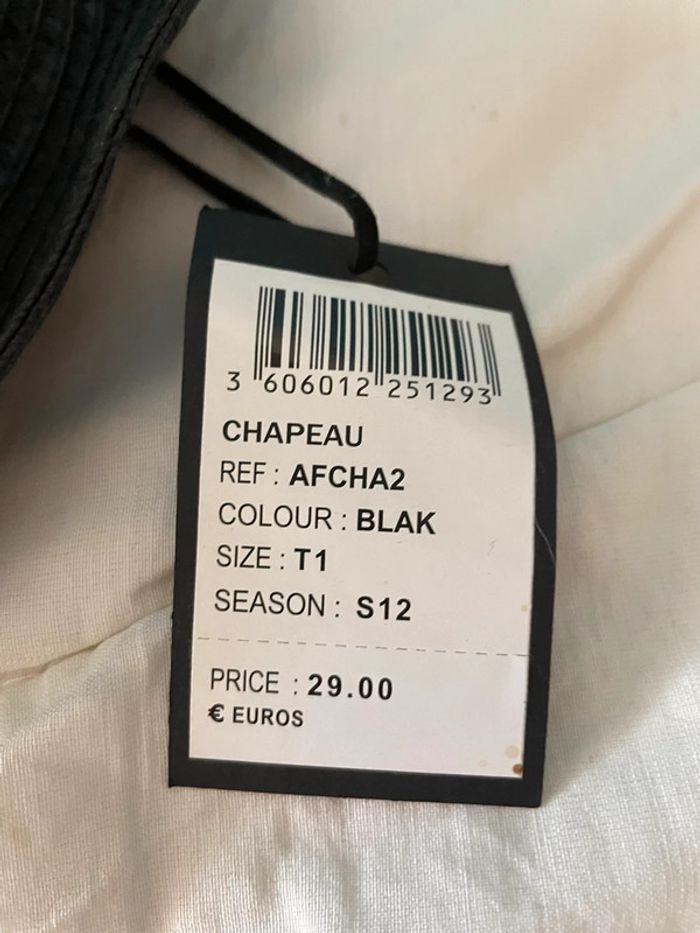 3 606012 251293
CHAPEAU
REF : AFCHA2
COLOUR : BLAK
SIZE : T1
SEASON : S12
PRICE : 29.00
€ EUROS